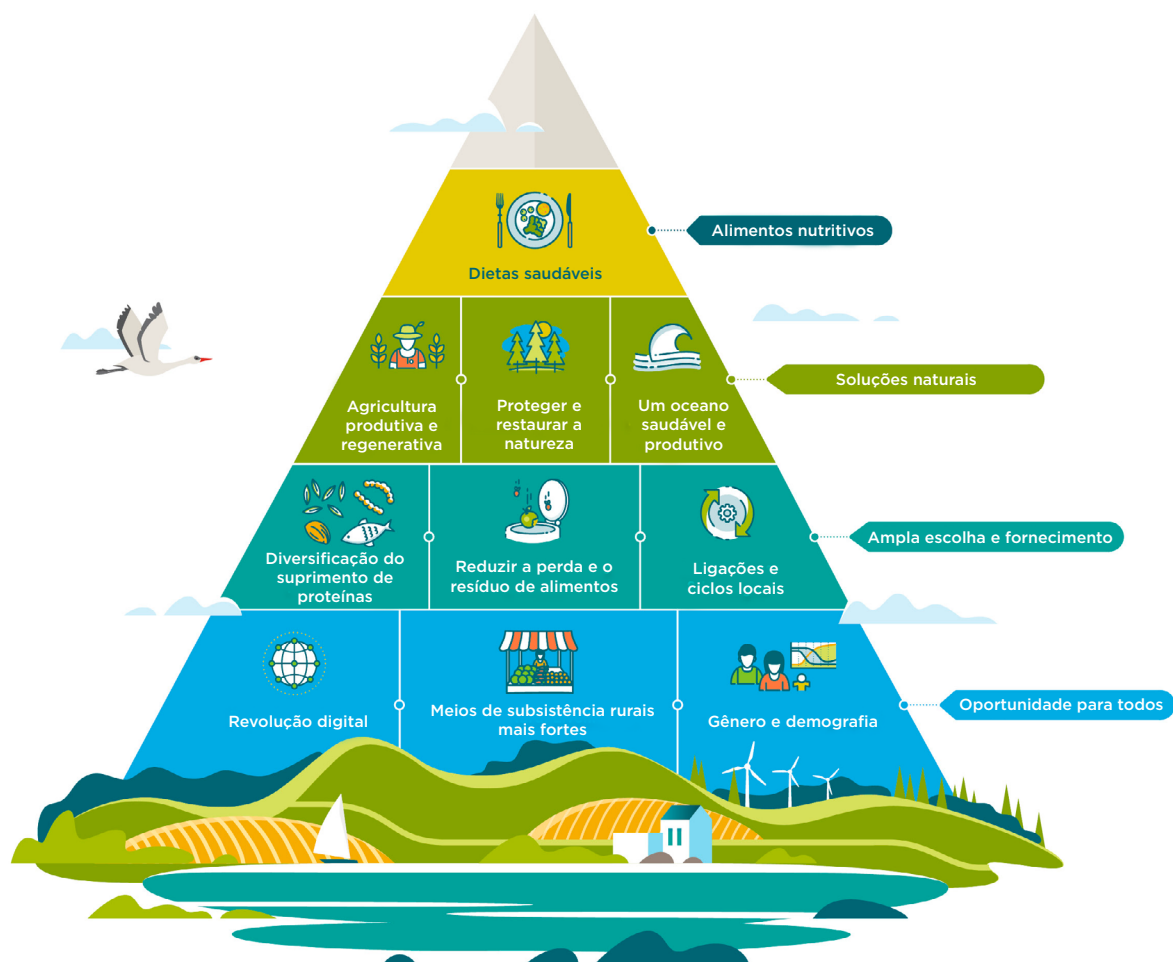 Alimentos nutritivos
Dietas saudáveis
Soluções naturais
Agricultura
produtiva e
regenerativa
Proteger e
restaurar a
natureza
Um oceano
saudável e
produtivo
Ampla escolha e fornecimento
Diversificação do
suprimento de
proteínas
Reduzir a perda e o
resíduo de alimentos
Ligações e
ciclos locais
Oportunidade para todos
Revolução digital
Meios de subsistência rurais
mais fortes
Gênero e demografia